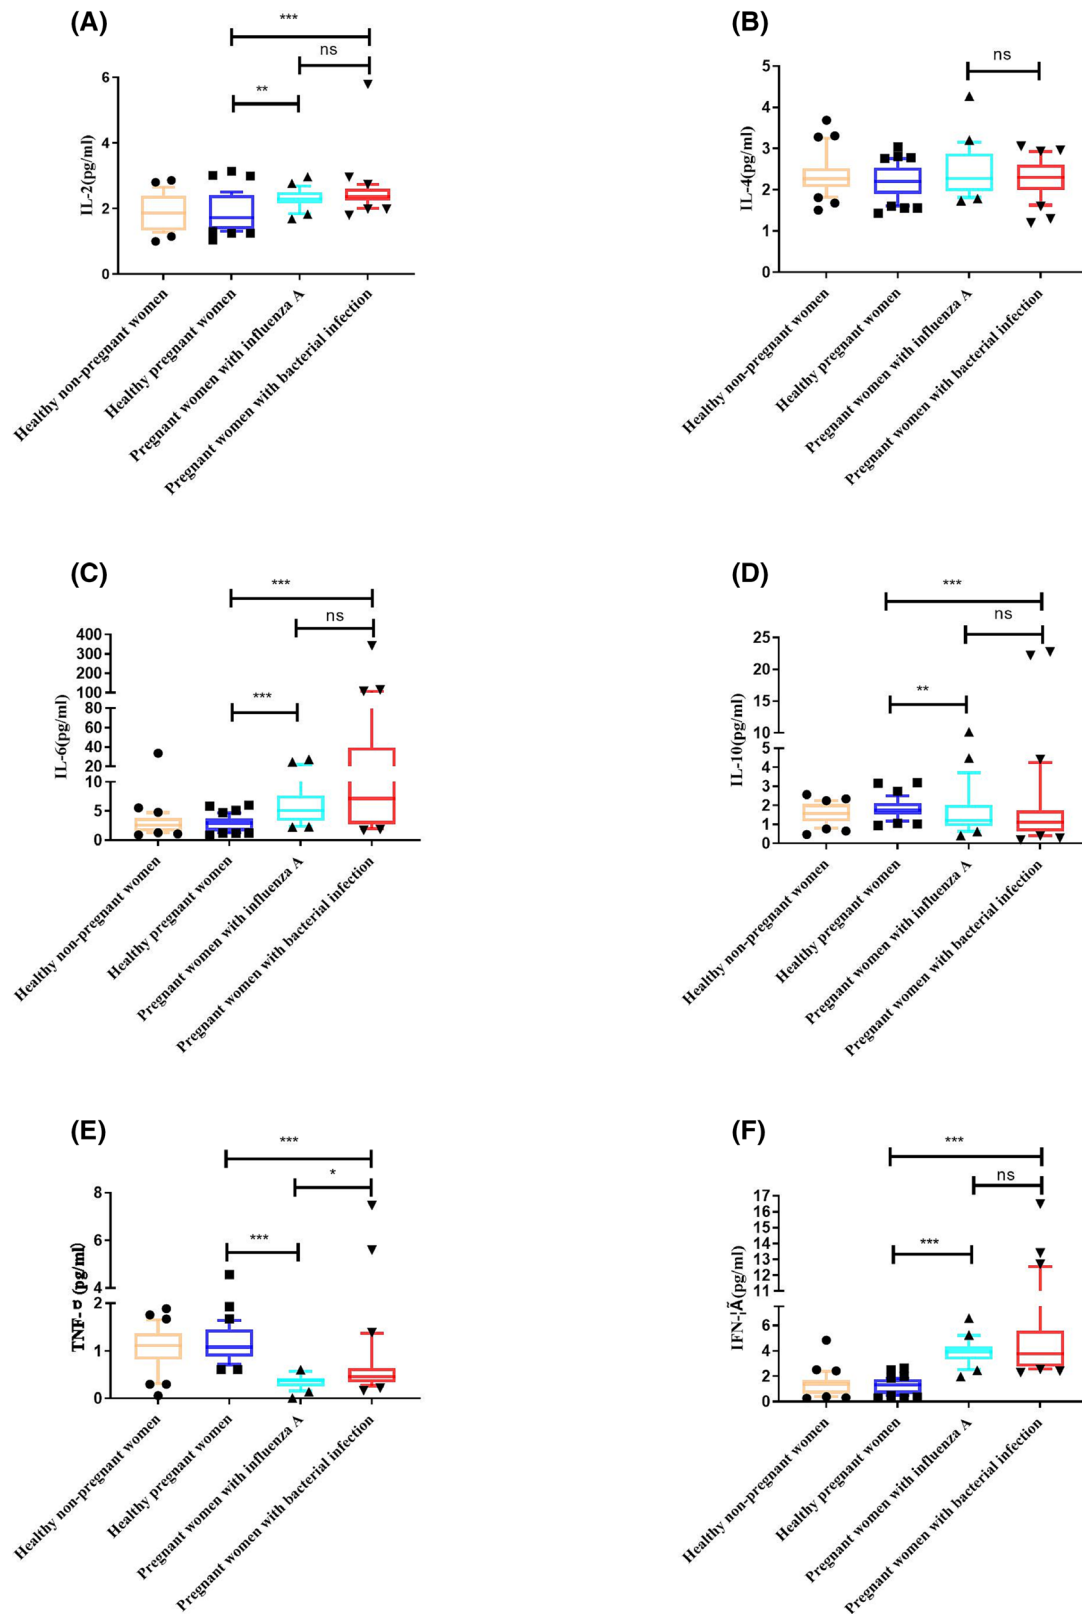 (A)
***
ns
**
6
4
2
0
IL-2(pg/ml)
Healthy non-pregnant women
Healthy pregnant women
Pregnant women with influenza A
Pregnant women with bacterial infection
(B)
ns
5
4
3
2
1
0
IL-4(pg/ml)
Healthy non-pregnant women
Healthy pregnant women
Pregnant women with influenza A
Pregnant women with bacterial infection
(C)
***
ns
***
400
300
200
100
80
60
40
20
10
5
0
IL-6(pg/ml)
Healthy non-pregnant women
Healthy pregnant women
Pregnant women with influenza A
Pregnant women with bacterial infection
(D)
***
ns
**
25
20
15
10
5
4
3
2
1
0
IL-10(pg/ml)
Healthy non-pregnant women
Healthy pregnant women
Pregnant women with influenza A
Pregnant women with bacterial infection
(E)
***
*
***
8
6
4
2
1
0
(pg/ml)
Healthy non-pregnant women
Healthy pregnant women
Pregnant women with influenza A
Pregnant women with bacterial infection
(F)
***
ns
***
17
16
15
14
13
12
11
6
4
2
0
IFN-¦Ã(pg/ml)
Healthy non-pregnant women
Healthy pregnant women
Pregnant women with influenza A
Pregnant women with bacterial infection